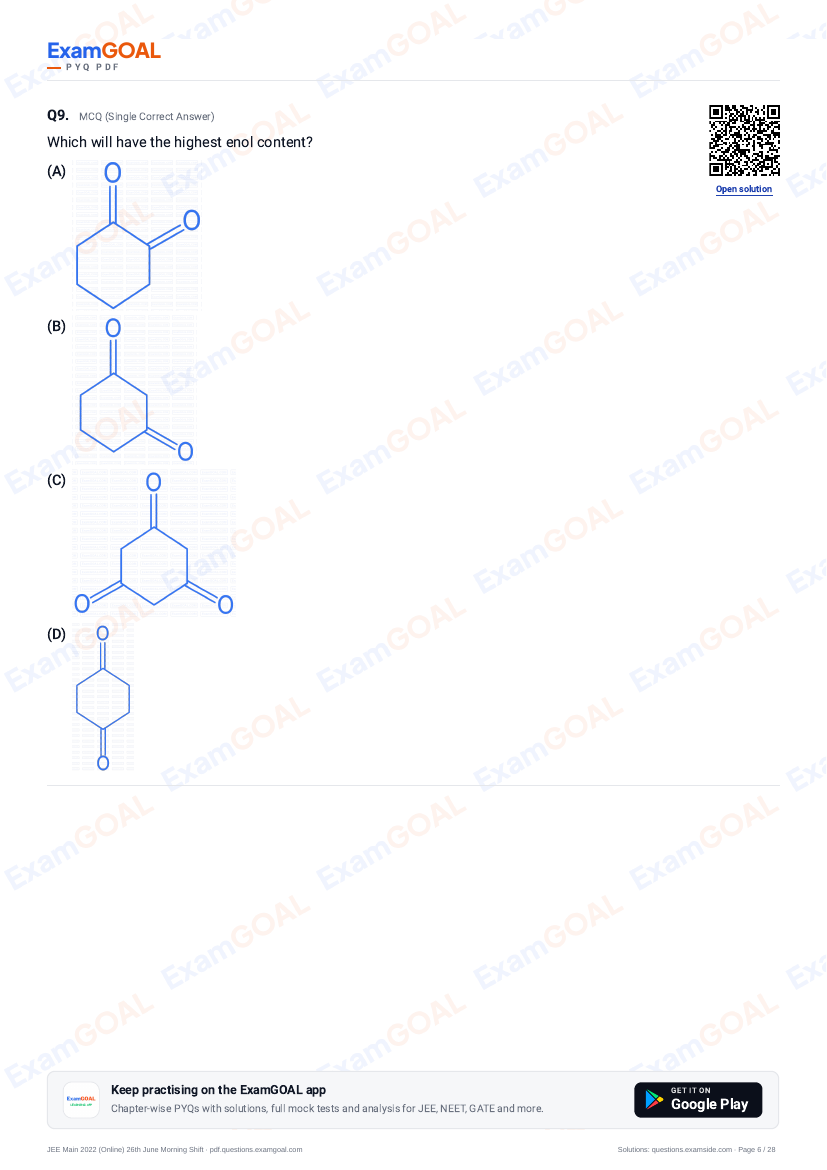 ExamGOAL
PYQ PDF
Q9. MCQ (Single Correct Answer)
Which will have the highest enol content?
Open solution
(A)
O
O
(B)
O
O
(C)
O
O
O
(D)
O
O
Keep practising on the ExamGOAL app
Chapter-wise PYQs with solutions, full mock tests and analysis for JEE, NEET, GATE and more.
GET IT ON
Google Play
JEE Main 2022 (Online) 26th June Morning Shift · pdf.questions.examgoal.com
Solutions: questions.examside.com · Page 6 / 28